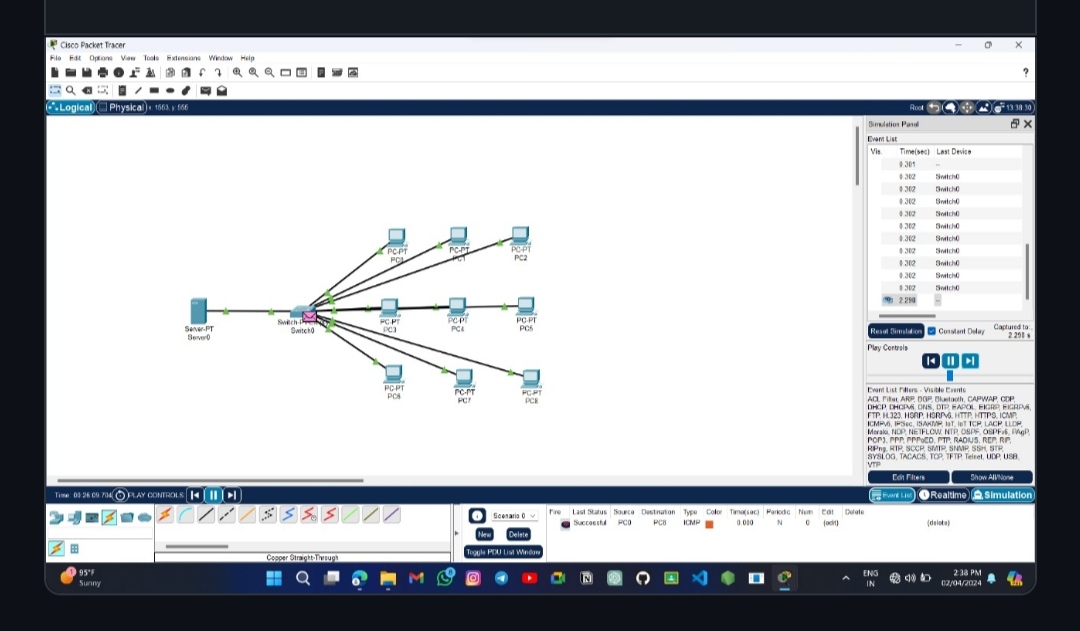 Cisco Packet Tracer
File Edit Options View Tools Extensions Window Help
?
Logical Physical x: 1553, y: 556
Root 13:38:30
Simulation Panel
Event List
Vis. Time(sec) Last Device
0.301 --
0.302 Switch0
0.302 Switch0
0.302 Switch0
0.302 Switch0
0.302 Switch0
0.302 Switch0
0.302 Switch0
0.302 Switch0
0.302 Switch0
0.302 Switch0
2.298 --
Reset Simulation Constant Delay Captured to:
2.298 s
Play Controls
Event List Filters - Visible Events
ACL Filter, ARP, BGP, Bluetooth, CAPWAP, CDP,
DHCP, DHCPv6, DNS, DTP, EAPOL, EIGRP, EIGRPv6,
FTP, H.323, HSRP, HSRPv6, HTTP, HTTPS, ICMP,
ICMPv6, IPSec, ISAKMP, IoT, IoT TCP, LACP, LLDP,
Meraki, NDP, NETFLOW, NTP, OSPF, OSPFv6, PAgP,
POP3, PPP, PPPoED, PTP, RADIUS, REP, RIP,
RIPng, RTP, SCCP, SMTP, SNMP, SSH, STP,
SYSLOG, TACACS, TCP, TFTP, Telnet, UDP, USB,
VTP
Edit Filters Show All/None
Event List Realtime Simulation
PC-PT
PC0
PC-PT
PC1
PC-PT
PC2
Server-PT
Server0
Switch0
PC-PT
PC3
PC-PT
PC4
PC-PT
PC5
PC-PT
PC6
PC-PT
PC7
PC-PT
PC8
Time: 00:26:09.704 PLAY CONTROLS
Scenario 0
New Delete
Toggle PDU List Window
Fire Last Status Source Destination Type Color Time(sec) Periodic Num Edit Delete
Successful PC0 PC8 ICMP 0.000 N 0 (edit) (delete)
Copper Straight-Through
95°F
Sunny
ENG
IN
2:38 PM
02/04/2024